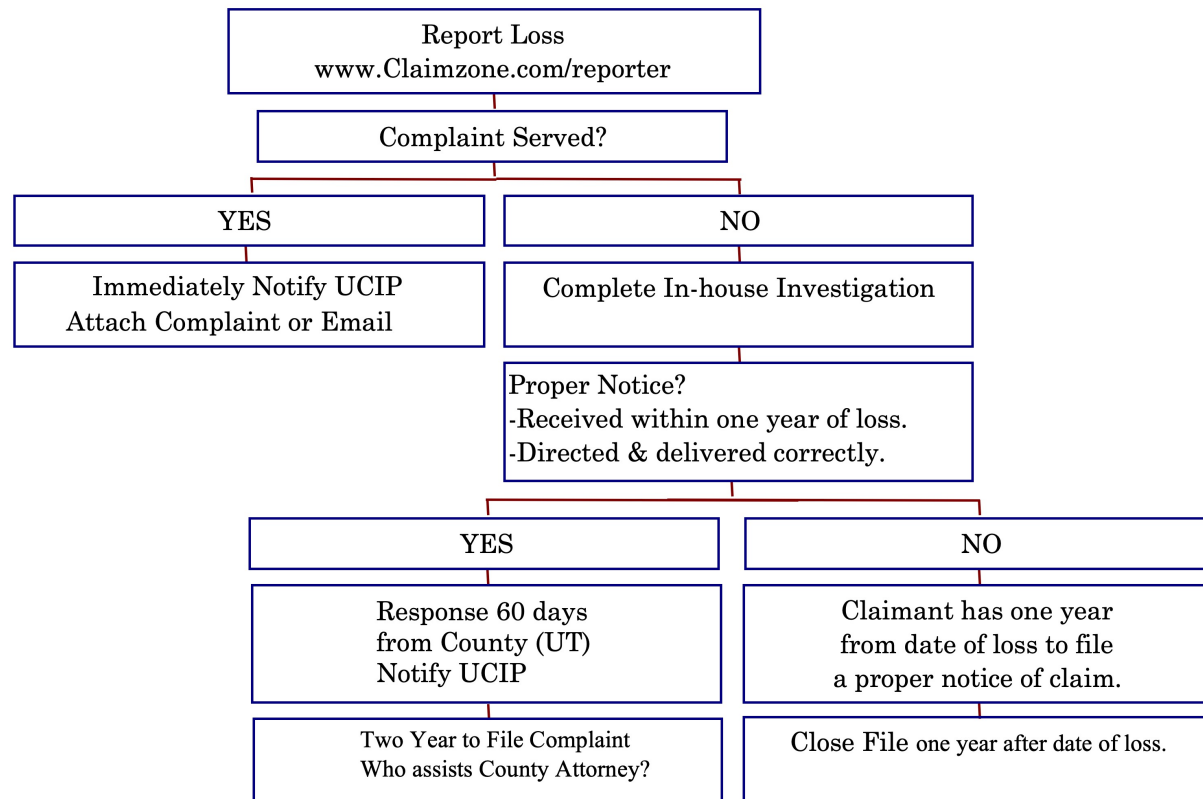 Report Loss
www.Claimzone.com/reporter
Complaint Served?
YES
NO
Immediately Notify UCIP
Attach Complaint or Email
Complete In-house Investigation
Proper Notice?
-Received within one year of loss.
-Directed & delivered correctly.
YES
NO
Response 60 days
from County (UT)
Notify UCIP
Claimant has one year
from date of loss to file
a proper notice of claim.
Two Year to File Complaint
Who assists County Attorney?
Close File one year after date of loss.